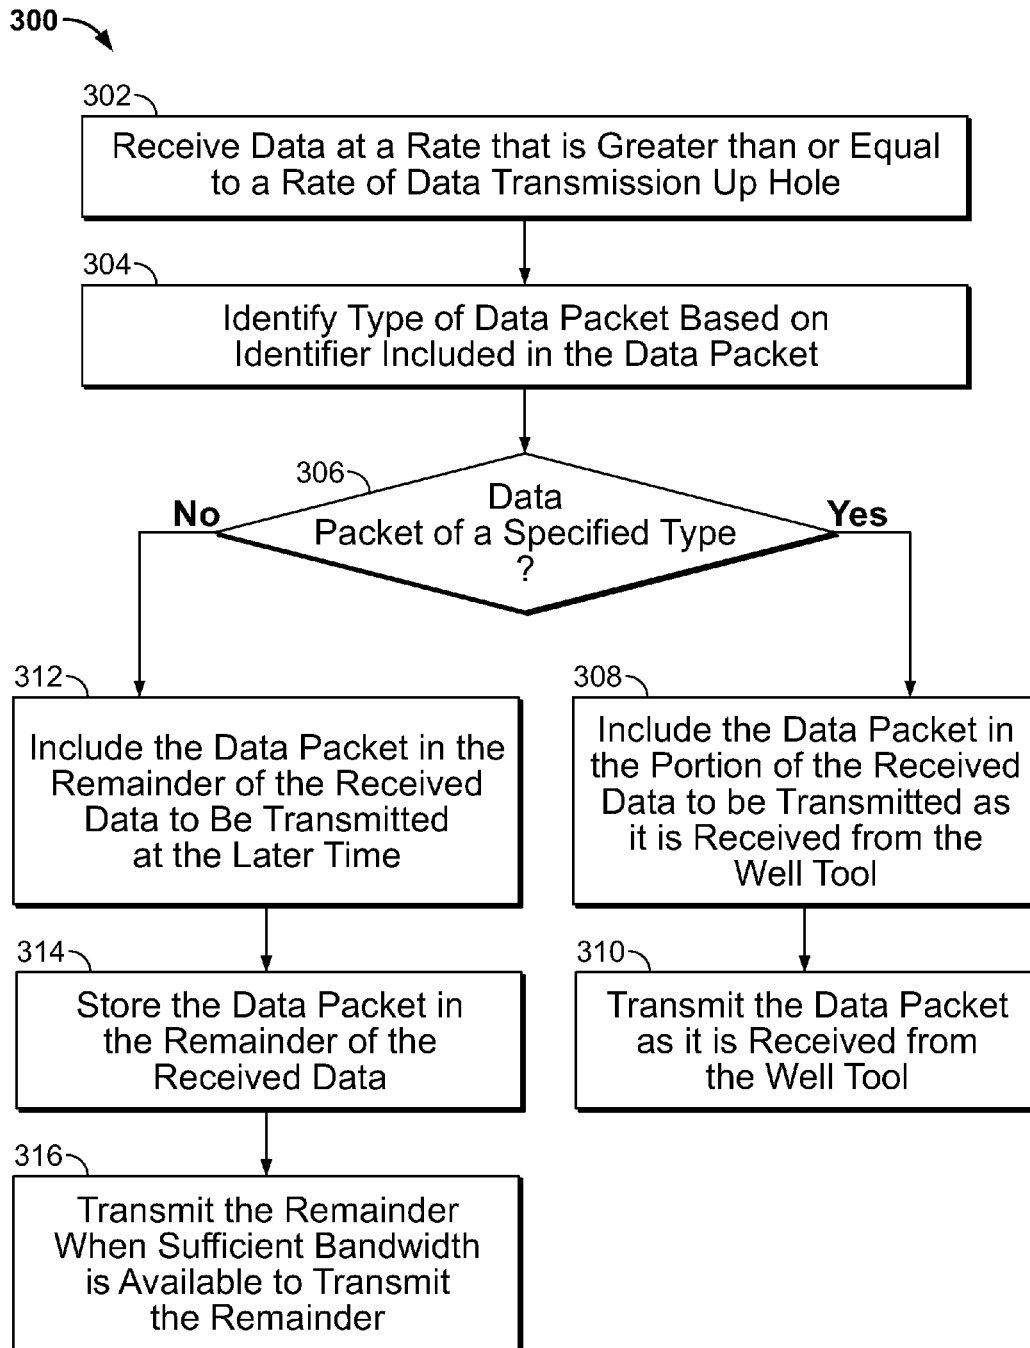 300
302
Receive Data at a Rate that is Greater than or Equal
to a Rate of Data Transmission Up Hole
304
Identify Type of Data Packet Based on
Identifier Included in the Data Packet
306
Data
Packet of a Specified Type
?
No
Yes
312
Include the Data Packet in the
Remainder of the Received
Data to Be Transmitted
at the Later Time
308
Include the Data Packet in
the Portion of the Received
Data to be Transmitted as
it is Received from the
Well Tool
314
Store the Data Packet in
the Remainder of the
Received Data
310
Transmit the Data Packet
as it is Received from
the Well Tool
316
Transmit the Remainder
When Sufficient Bandwidth
is Available to Transmit
the Remainder